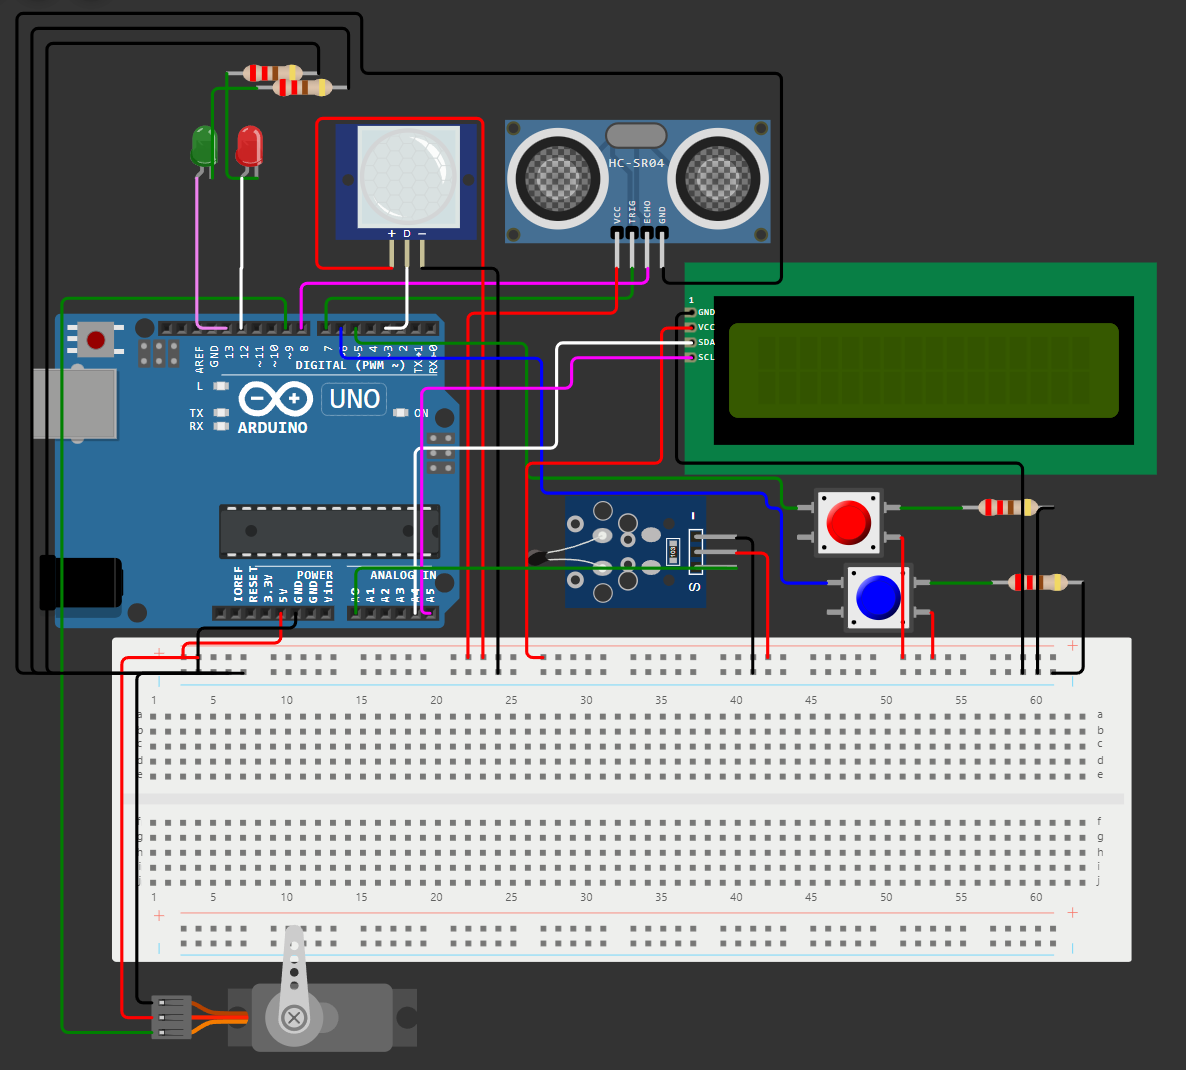 + D −
HC-SR04
VCC
TRIG
ECHO
GND
1
GND
VCC
SDA
SCL
AREF
GND
13
12
~11
~10
~9
8
7
~5
4
~3
2
TX→1
RX←0
DIGITAL (PWM ~)
L
TX
RX
UNO
ON
ARDUINO
IOREF
RESET
3.3V
5V
GND
GND
Vin
POWER
ANALOG IN
A0
A1
A2
A3
A4
A5
103
−
S
+ +
1 5 10 15 20 25 30 35 40 45 50 55 60
a a
b b
c c
d d
e e
f f
g g
h h
i i
j j
1 5 10 15 20 25 30 35 40 45 50 55 60
+ +